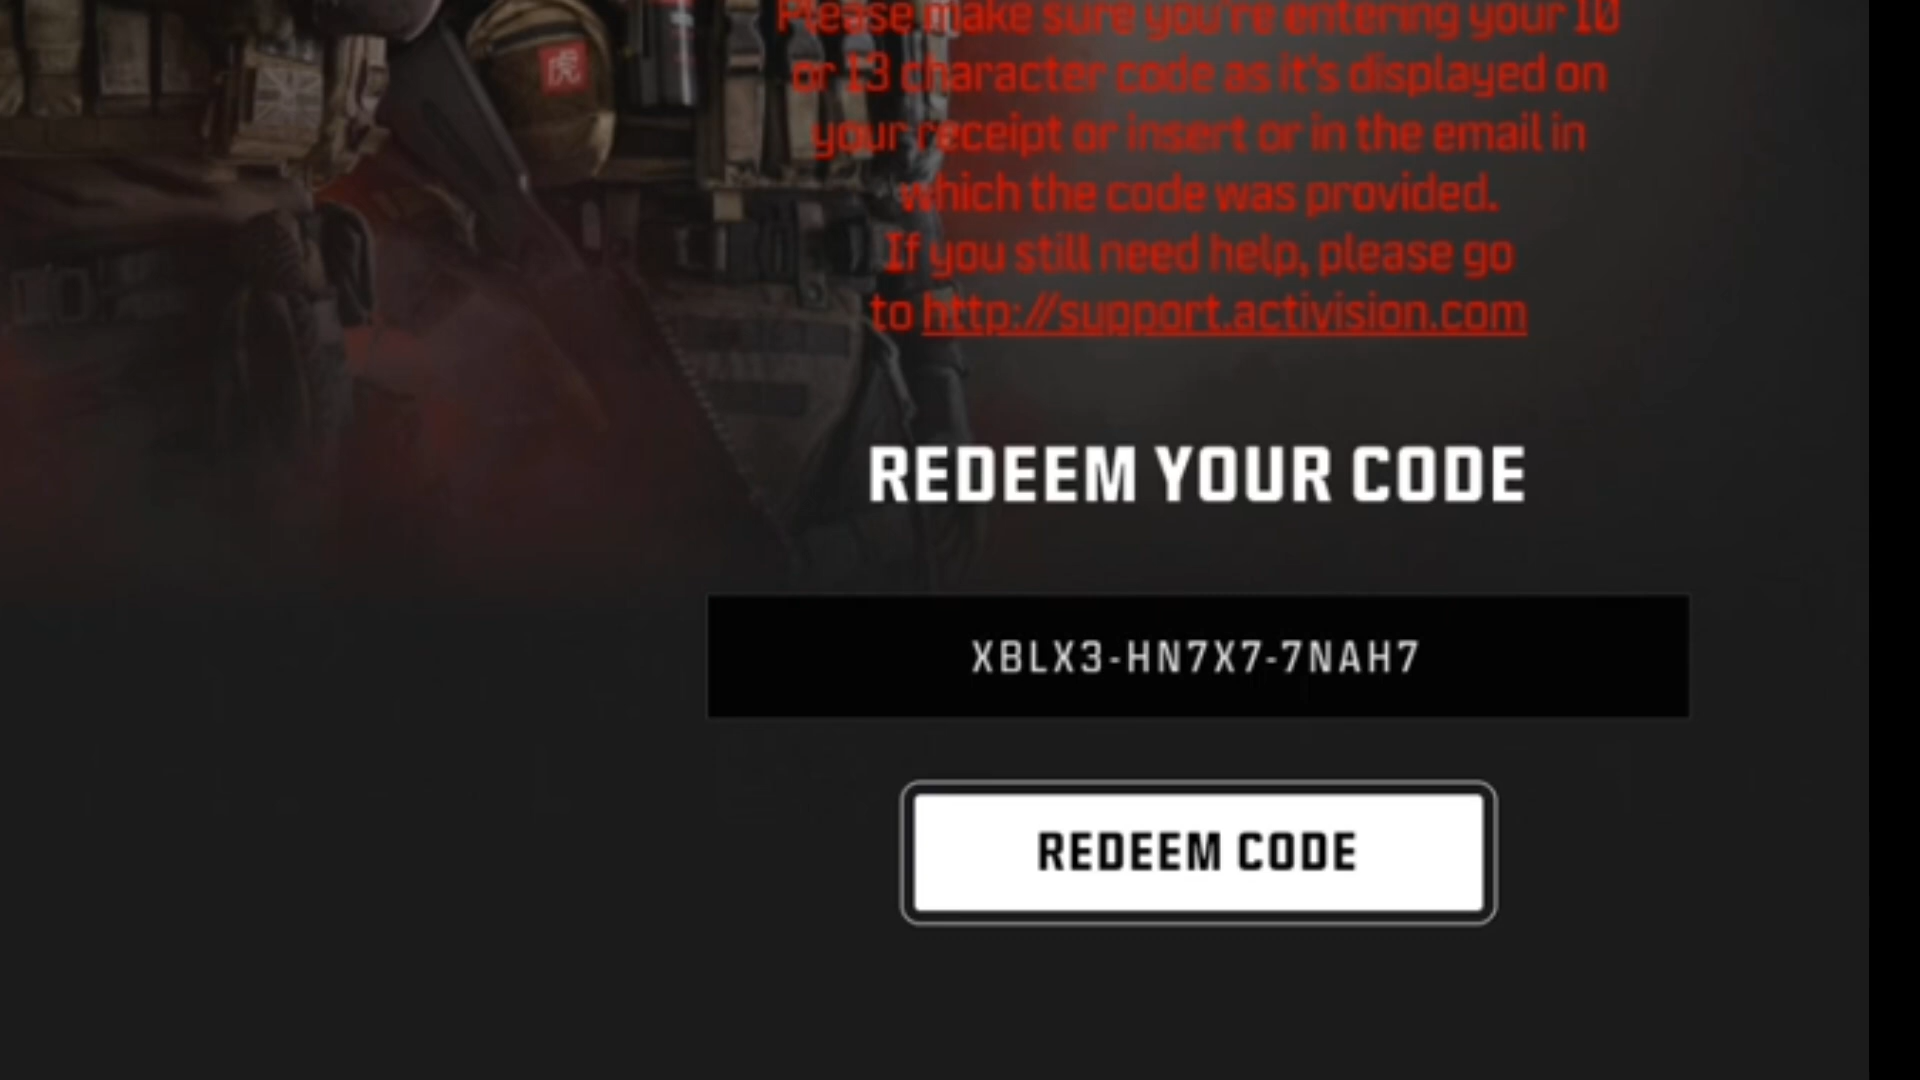 虎
Please make sure you're entering your 10
or 13 character code as it's displayed on
your receipt or insert or in the email in
which the code was provided.
If you still need help, please go
to http://support.activision.com
REDEEM YOUR CODE
XBLX3-HN7X7-7NAH7
REDEEM CODE